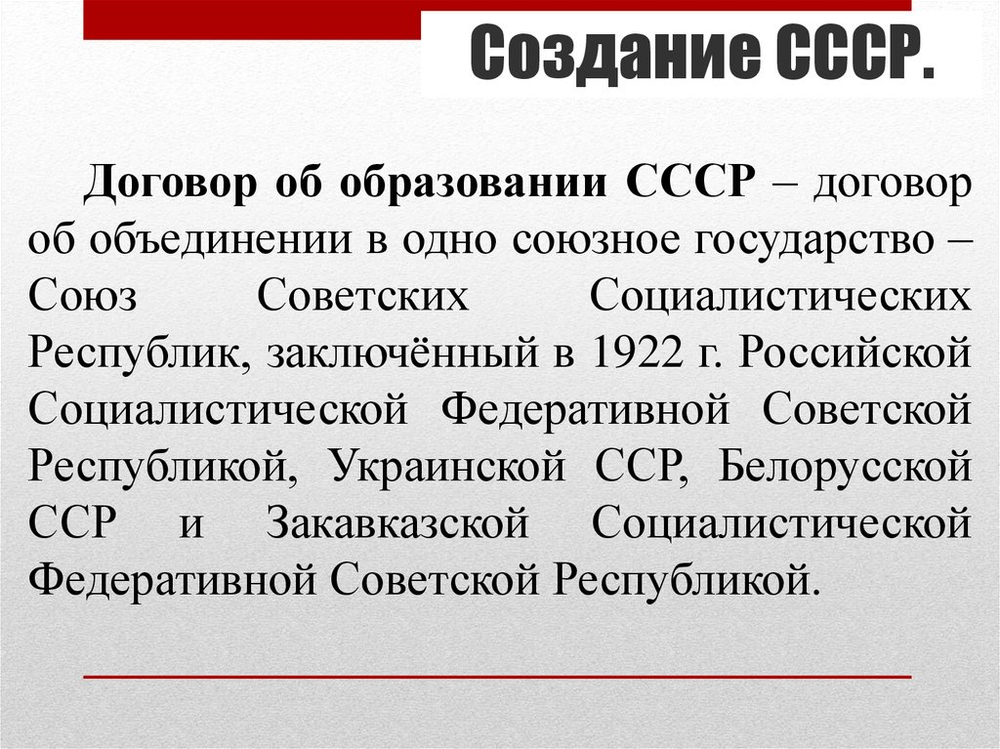 Создание СССР.
Договор об образовании СССР – договор
об объединении в одно союзное государство –
Союз Советских Социалистических
Республик, заключённый в 1922 г. Российской
Социалистической Федеративной Советской
Республикой, Украинской ССР, Белорусской
ССР и Закавказской Социалистической
Федеративной Советской Республикой.